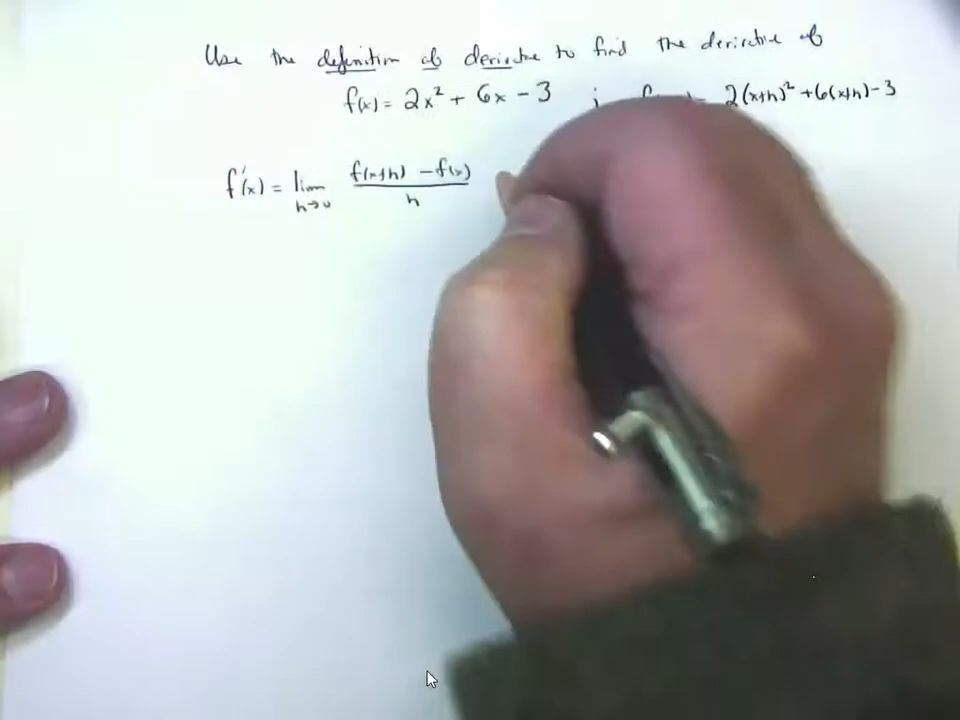 Use the definition of derivative to find the derivative of
f(x) = 2x² + 6x - 3 ; 2(x+h)² + 6(x+h) - 3
f'(x) = lim h→0 f(x+h) - f(x) / h